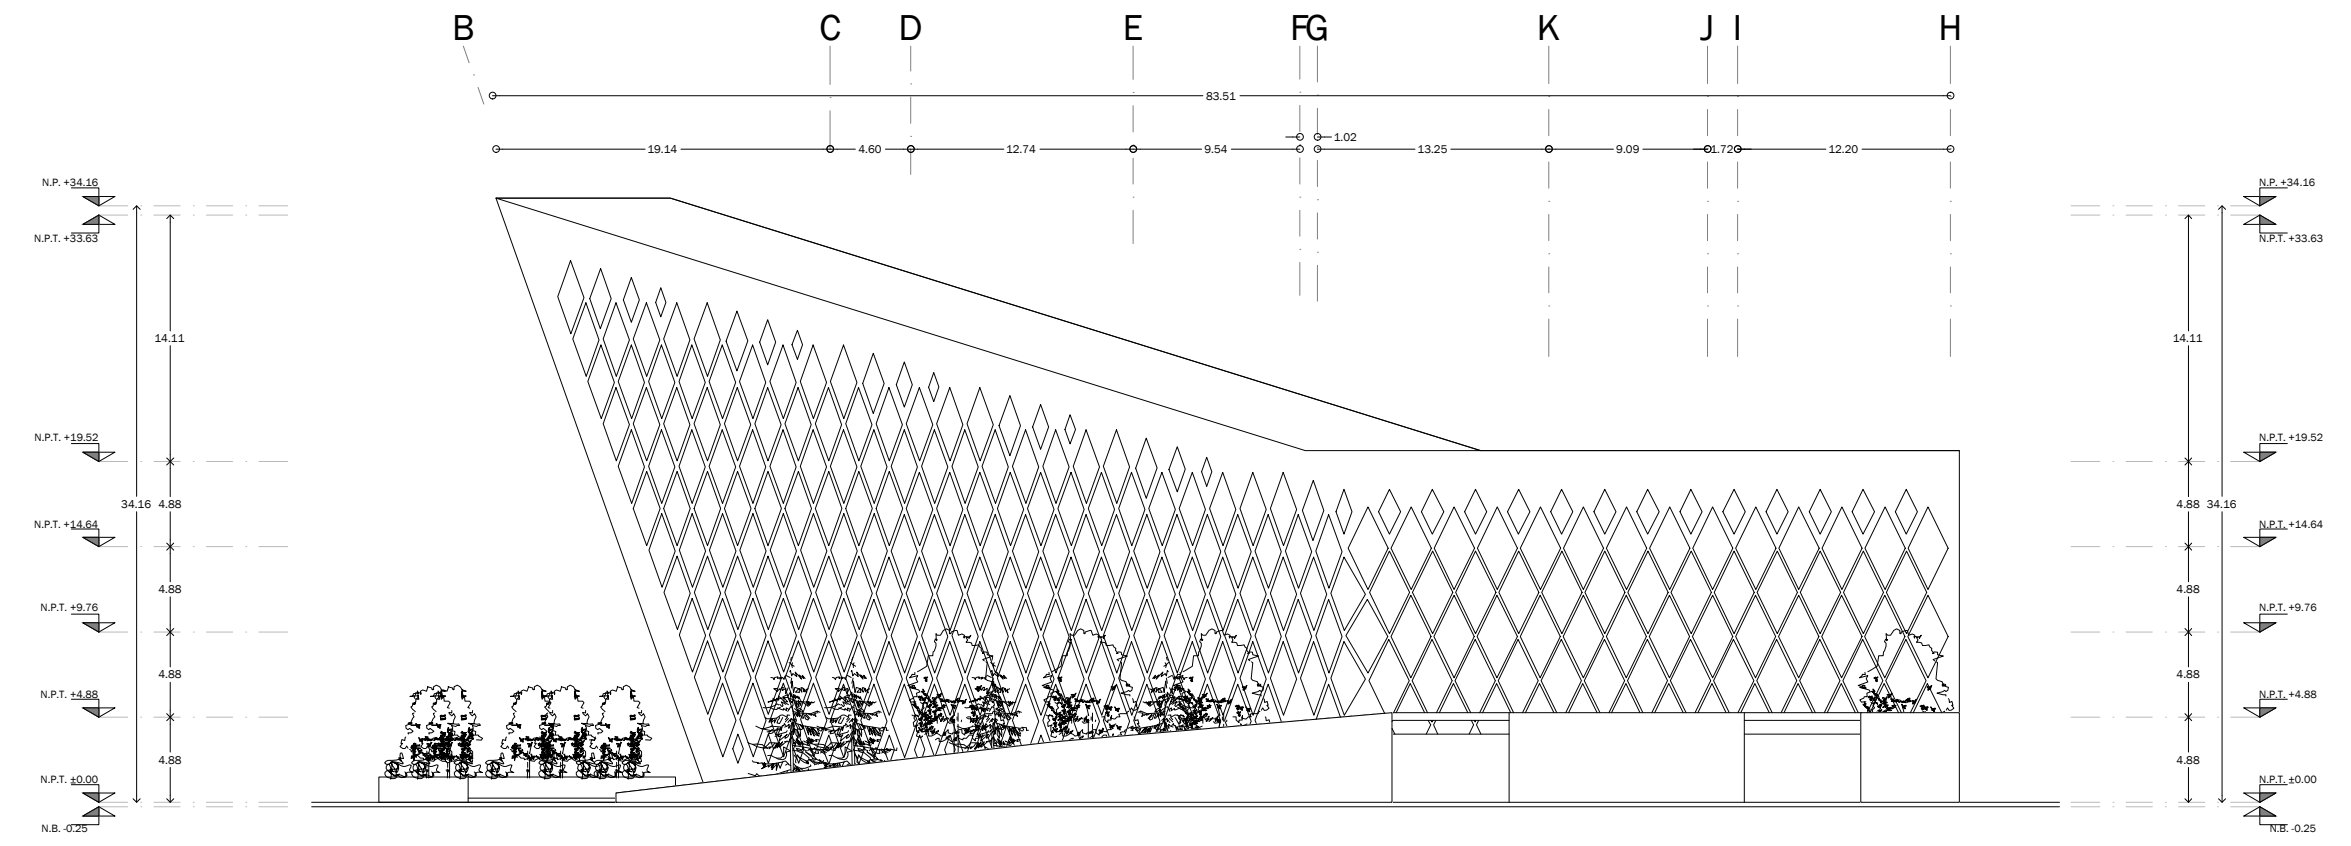 B C D E F G K J I H
83.51
1.02
19.14 4.60 12.74 9.54 13.25 9.09 1.72 12.20
N.P. +34.16 N.P. +34.16
N.P.T. +33.63 N.P.T. +33.63
14.11 14.11
N.P.T. +19.52 N.P.T. +19.52
34.16 4.88 4.88 34.16
N.P.T. +14.64 N.P.T. +14.64
4.88 4.88
N.P.T. +9.76 N.P.T. +9.76
4.88 4.88
N.P.T. +4.88 N.P.T. +4.88
4.88 4.88
N.P.T. ±0.00 N.P.T. ±0.00
N.B. -0.25 N.B. -0.25